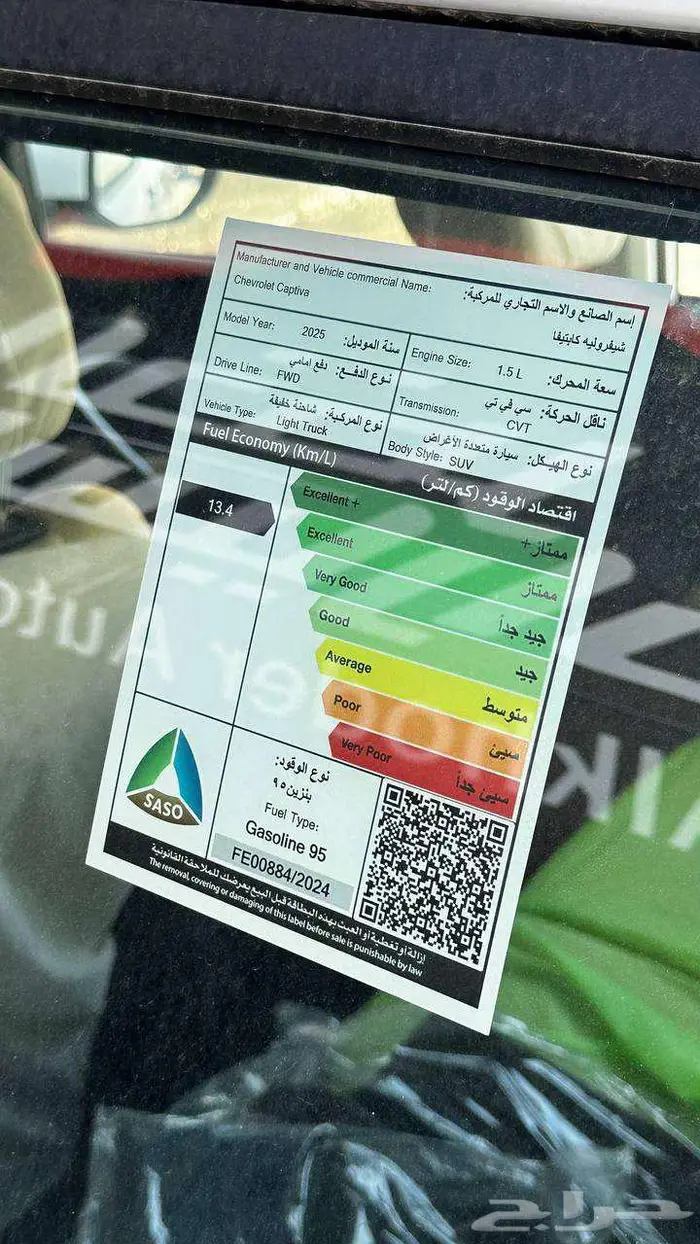 Manufacturer and Vehicle commercial Name:
إسم الصانع والاسم التجاري للمركبة:
Chevrolet Captiva
شيفروليه كابتيفا
Model Year: 2025 سنة الموديل:
Engine Size: 1.5 L سعة المحرك:
Drive Line: نوع الدفع: دفع امامي
FWD
Transmission: ناقل الحركة: سي في تي
CVT
Vehicle Type: نوع المركبة: شاحنة خفيفة
Light Truck
نوع الهيكل: سيارة متعددة الأغراض
Body Style: SUV
Fuel Economy (Km/L) اقتصاد الوقود (كم/لتر)
13.4
Excellent + ممتاز+
Excellent ممتاز
Very Good جيد جداً
Good جيد
Average متوسط
Poor سيئ
Very Poor سيئ جداً
SASO
نوع الوقود:
بنزين ٩٥
Fuel Type:
Gasoline 95
FE00884/2024
إزالة أو تغطية أو العبث بهذه البطاقة قبل البيع يعرضك للملاحقة القانونية
The removal, covering or damaging of this label before sale is punishable by law
حراج